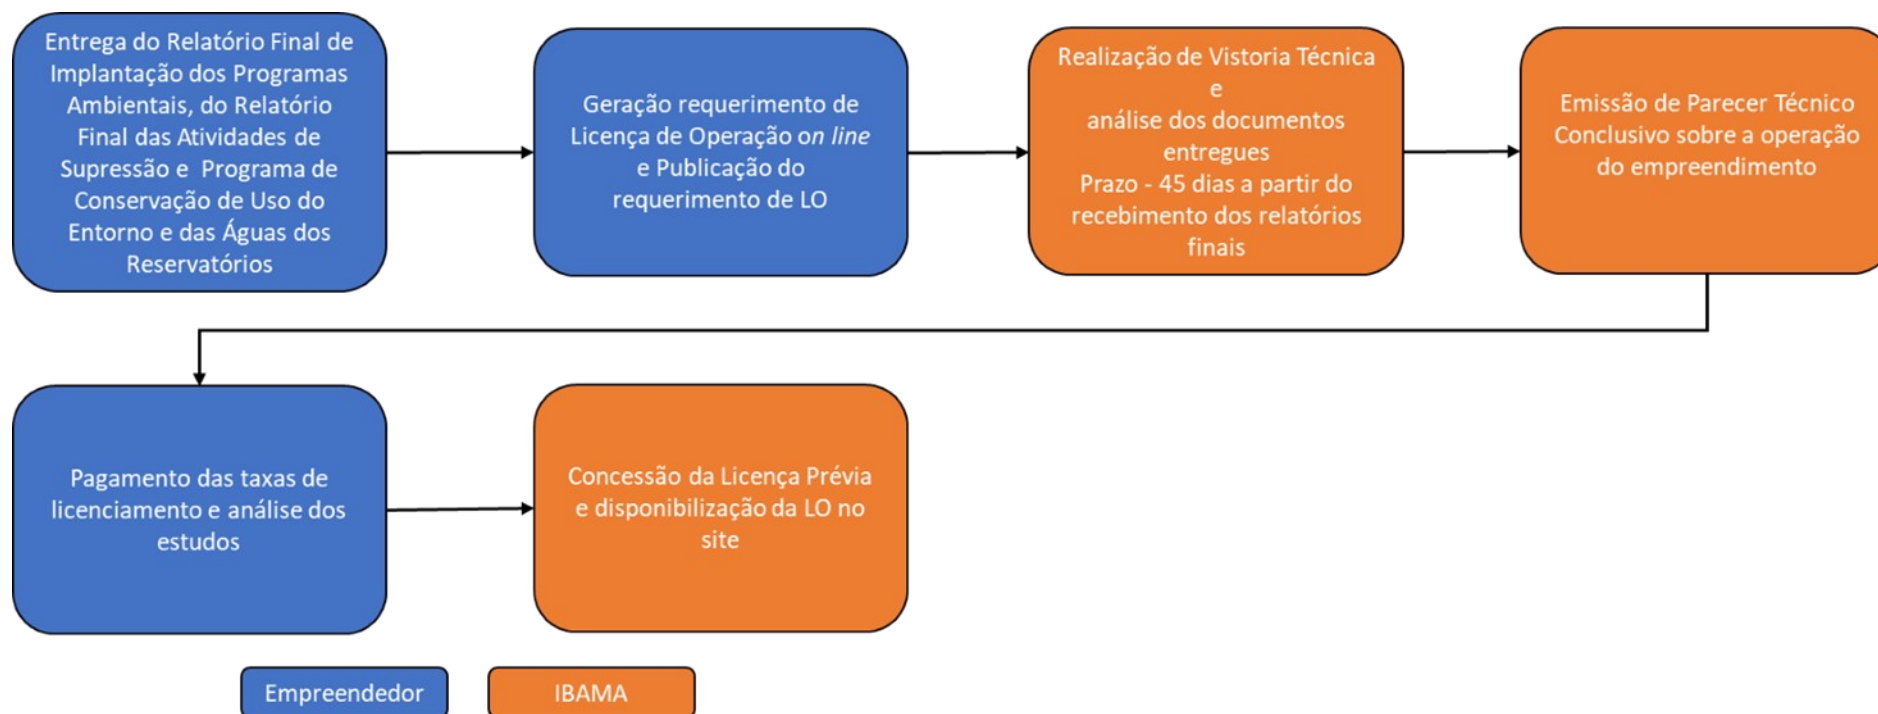 Entrega do Relatório Final de
Implantação dos Programas
Ambientais, do Relatório
Final das Atividades de
Supressão e Programa de
Conservação de Uso do
Entorno e das Águas dos
Reservatórios
Geração requerimento de
Licença de Operação on line
e Publicação do
requerimento de LO
Realização de Vistoria Técnica
e
análise dos documentos
entregues
Prazo - 45 dias a partir do
recebimento dos relatórios
finais
Emissão de Parecer Técnico
Conclusivo sobre a operação
do empreendimento
Pagamento das taxas de
licenciamento e análise dos
estudos
Concessão da Licença Prévia
e disponibilização da LO no
site
Empreendedor
IBAMA